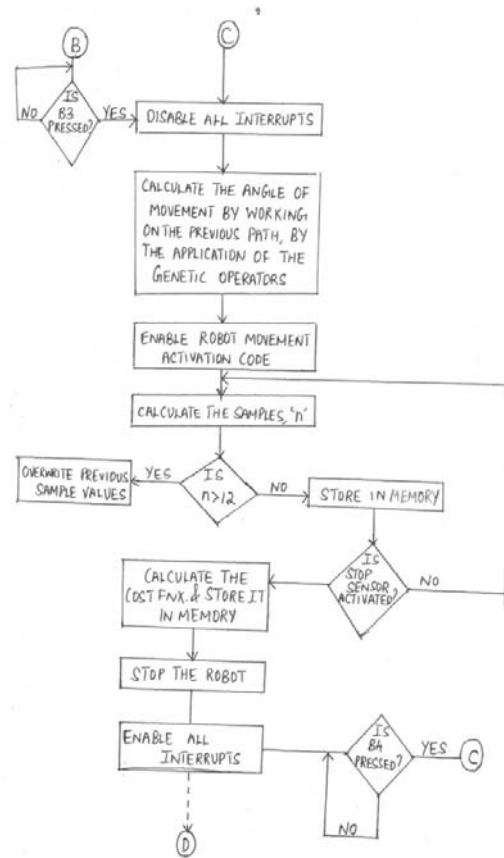 B
C
IS
B3
PRESSED?
NO
YES
DISABLE ALL INTERRUPTS
CALCULATE THE ANGLE OF
MOVEMENT BY WORKING
ON THE PREVIOUS PATH, BY
THE APPLICATION OF THE
GENETIC OPERATORS
ENABLE ROBOT MOVEMENT
ACTIVATION CODE
CALCULATE THE SAMPLES, 'n'
IS
n>12
YES
NO
OVERWRITE PREVIOUS
SAMPLE VALUES
STORE IN MEMORY
IS
STOP
SENSOR
ACTIVATED?
NO
CALCULATE THE
COST FNX. & STORE IT
IN MEMORY
STOP THE ROBOT
ENABLE ALL
INTERRUPTS
IS
B4
PRESSED?
YES
C
NO
D